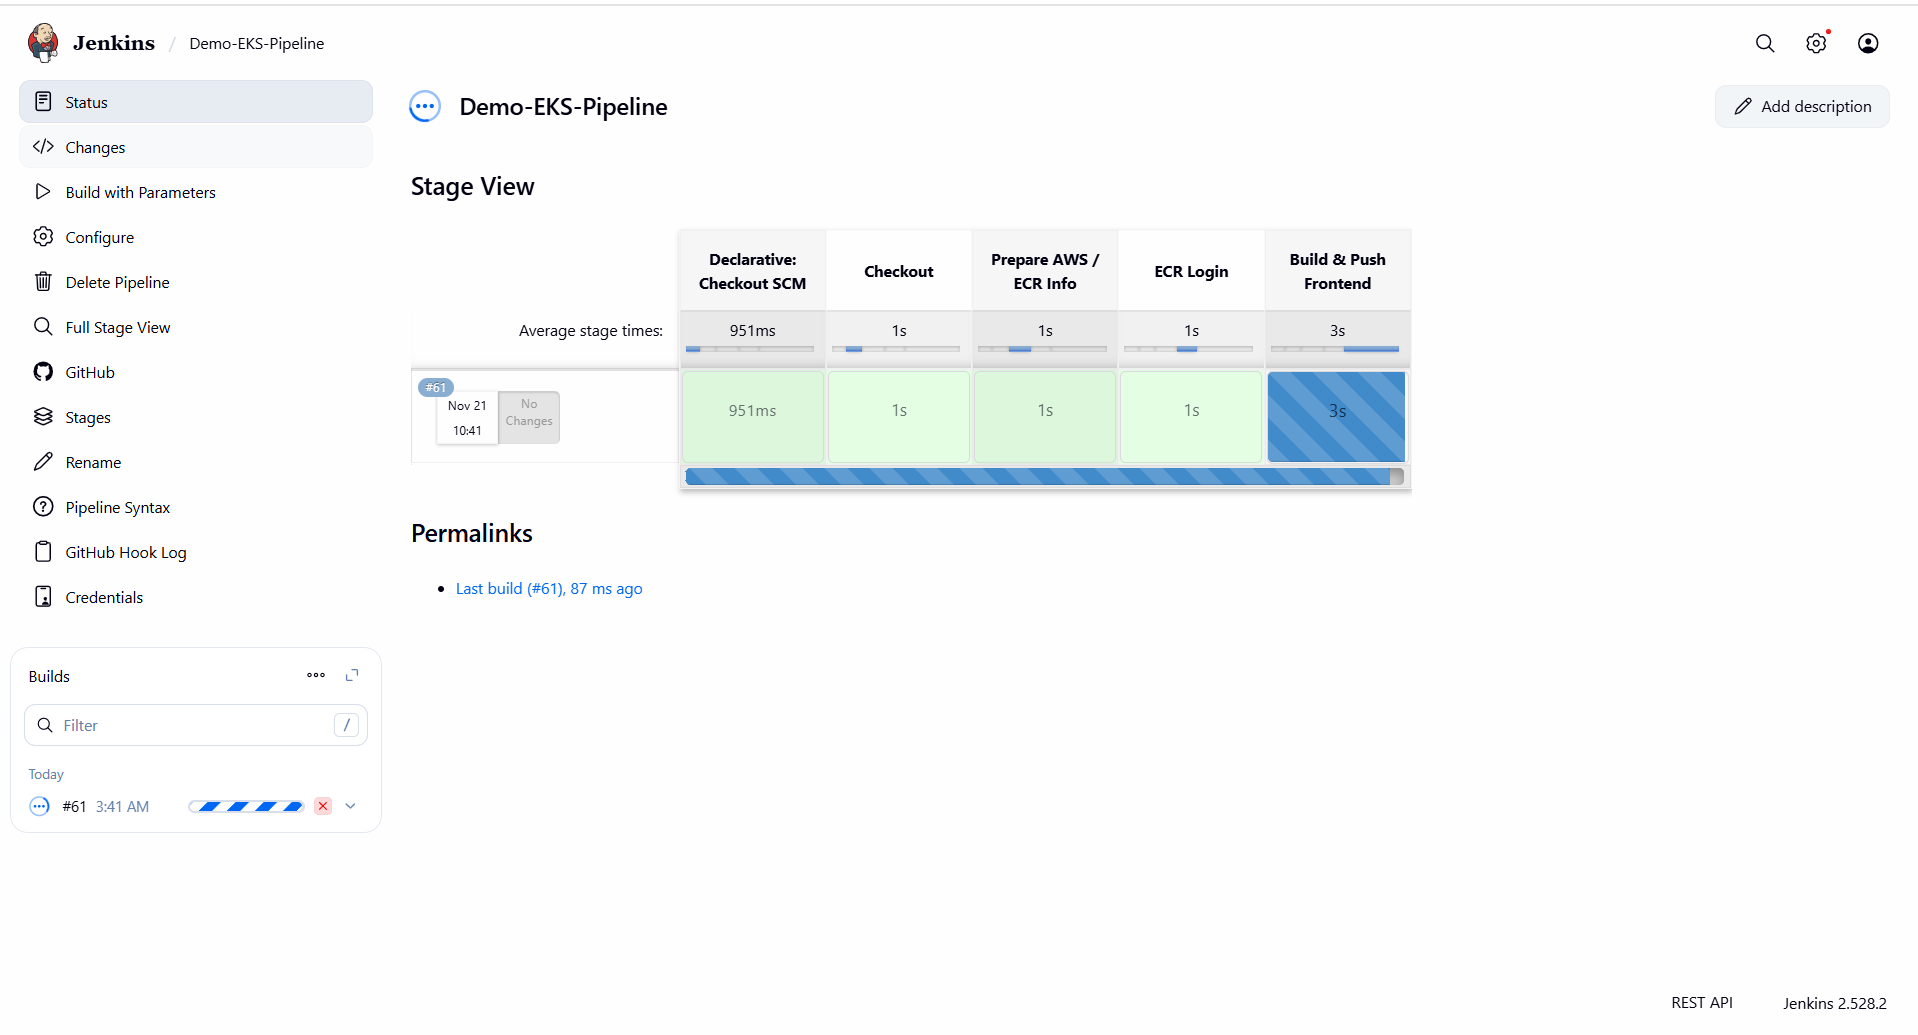 Jenkins / Demo-EKS-Pipeline
Status
Changes
Build with Parameters
Configure
Delete Pipeline
Full Stage View
GitHub
Stages
Rename
Pipeline Syntax
GitHub Hook Log
Credentials
Builds
Filter /
Today
#61 3:41 AM
Demo-EKS-Pipeline
Add description
Stage View
Declarative:
Checkout SCM
Checkout
Prepare AWS /
ECR Info
ECR Login
Build & Push
Frontend
Average stage times: 951ms 1s 1s 1s 3s
#61
Nov 21
10:41
No
Changes
951ms 1s 1s 1s 3s
Permalinks
Last build (#61), 87 ms ago
REST API Jenkins 2.528.2